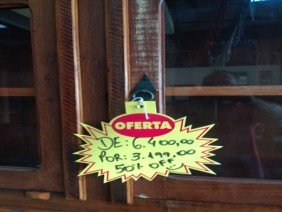 OFERTA
DE: 6.400,00
POR: 3.199,00
50% OFF